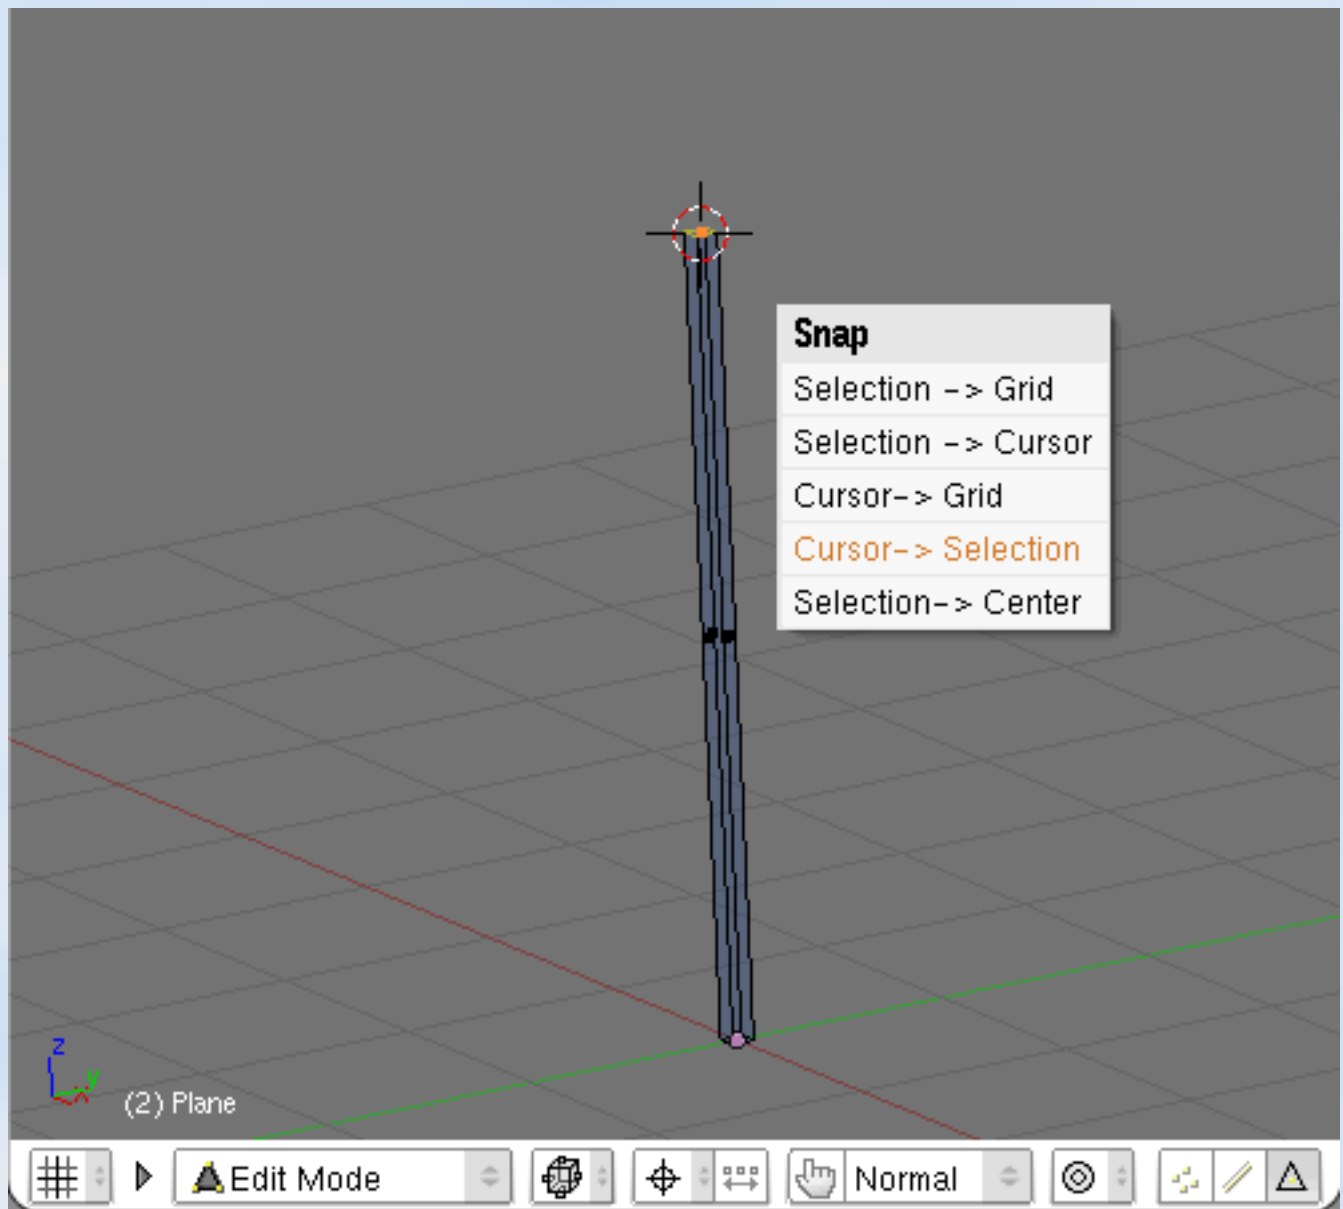 Snap
Selection -> Grid
Selection -> Cursor
Cursor-> Grid
Cursor-> Selection
Selection-> Center
z
y
x
(2) Plane
Edit Mode
Normal